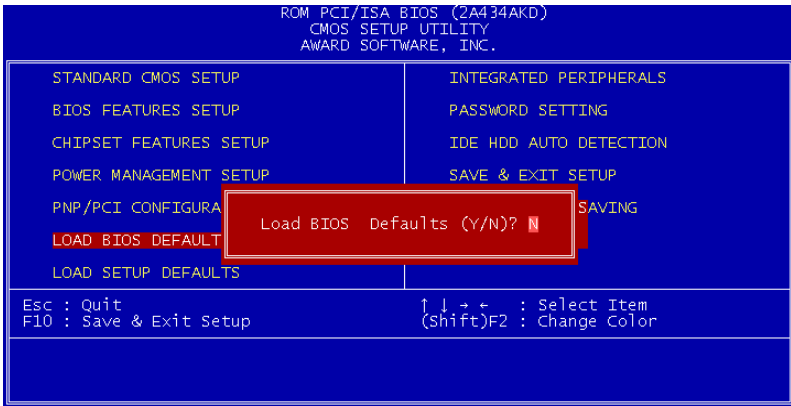 ROM PCI/ISA BIOS (2A434AKD)
CMOS SETUP UTILITY
AWARD SOFTWARE, INC.
STANDARD CMOS SETUP
BIOS FEATURES SETUP
CHIPSET FEATURES SETUP
POWER MANAGEMENT SETUP
PNP/PCI CONFIGURA
LOAD BIOS DEFAULT
LOAD SETUP DEFAULTS
INTEGRATED PERIPHERALS
PASSWORD SETTING
IDE HDD AUTO DETECTION
SAVE & EXIT SETUP
SAVING
Load BIOS  Defaults (Y/N)? N
Esc : Quit
F10 : Save & Exit Setup
↑ ↓ → ← : Select Item
(Shift)F2 : Change Color